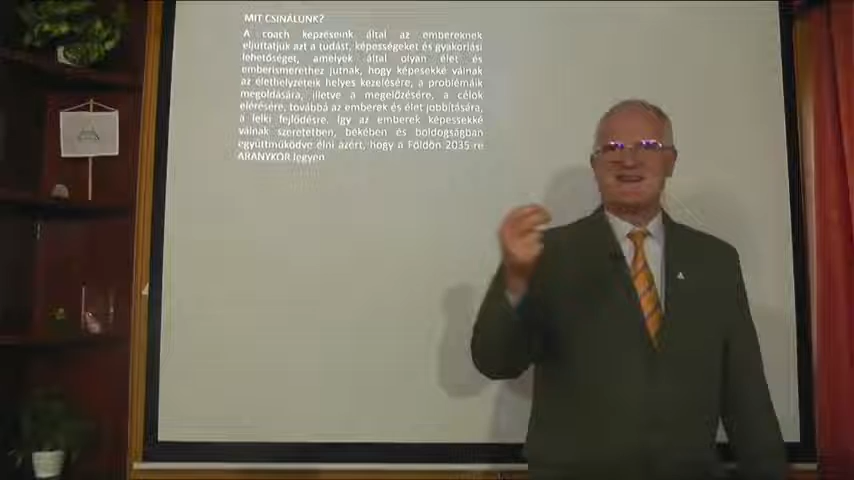 MIT CSINÁLUNK?
A coach képzéseink által az embereknek
eljuttatjuk azt a tudást, képességeket és gyakorlási
lehetőséget, amelyek által olyan élet és
emberismerethez jutnak, hogy képesekké válnak
az élethelyzeteik helyes kezelésére, a problémáik
megoldására, illetve a megelőzésére, a célok
elérésére, továbbá az emberek és élet jobbítására,
a lelki fejlődésre. Így az emberek képessekké
válnak szeretetben, békében és boldogságban
együttműködve élni azért, hogy a Földön 2035-re
ARANYKOR legyen